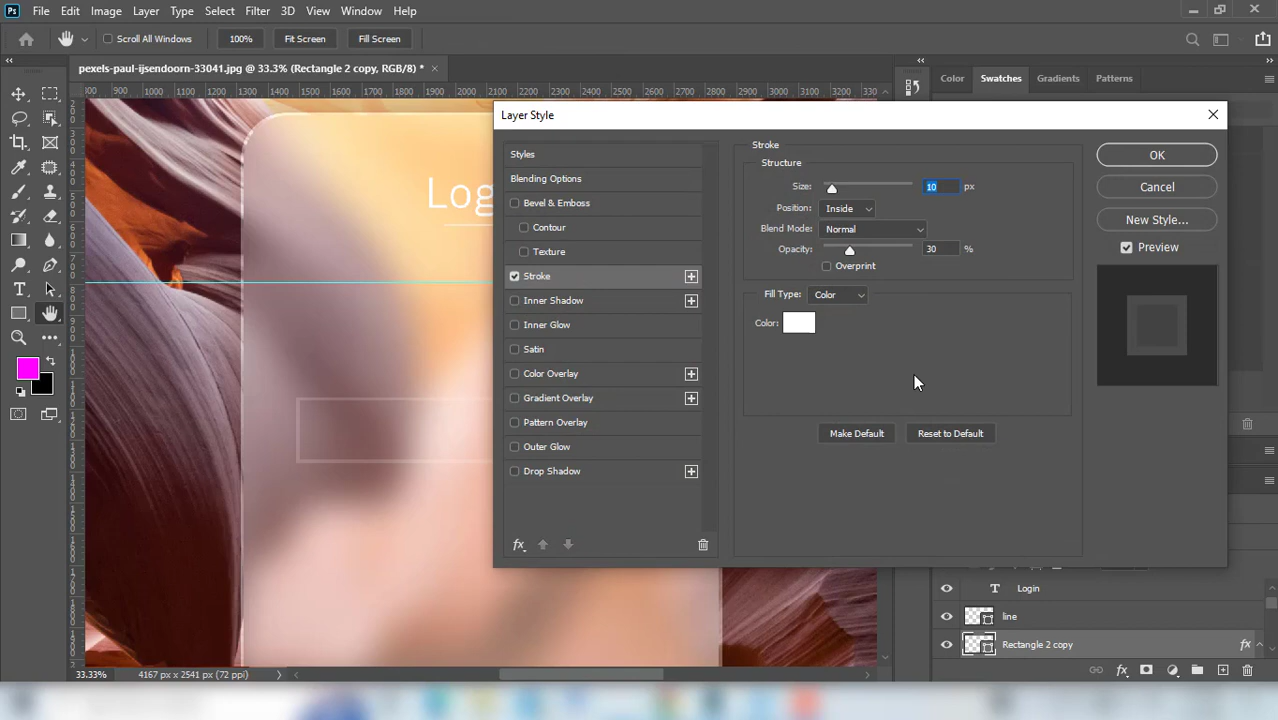 Ps File Edit Image Layer Type Select Filter 3D View Window Help
Scroll All Windows 100% Fit Screen Fill Screen
pexels-paul-ijsendoorn-33041.jpg @ 33.3% (Rectangle 2 copy, RGB/8) *
Color Swatches Gradients Patterns
900 1000 1100 1200 1300 1400 1500 1600 1700 1800 1900 2000 2100 2200 2300 2400 2500 2600 2700 2800 2900 3000 3100 3200
Log
Layer Style
Styles
Blending Options
Bevel & Emboss
Contour
Texture
Stroke
Inner Shadow
Inner Glow
Satin
Color Overlay
Gradient Overlay
Pattern Overlay
Outer Glow
Drop Shadow
fx
Stroke
Structure
Size: 10 px
Position: Inside
Blend Mode: Normal
Opacity: 30 %
Overprint
Fill Type: Color
Color:
Make Default Reset to Default
OK
Cancel
New Style...
Preview
Login
line
Rectangle 2 copy fx
33.33% 4167 px x 2541 px (72 ppi)
fx